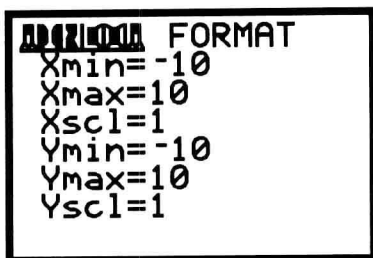 FORMAT
Xmin=-10
Xmax=10
Xscl=1
Ymin=-10
Ymax=10
Yscl=1